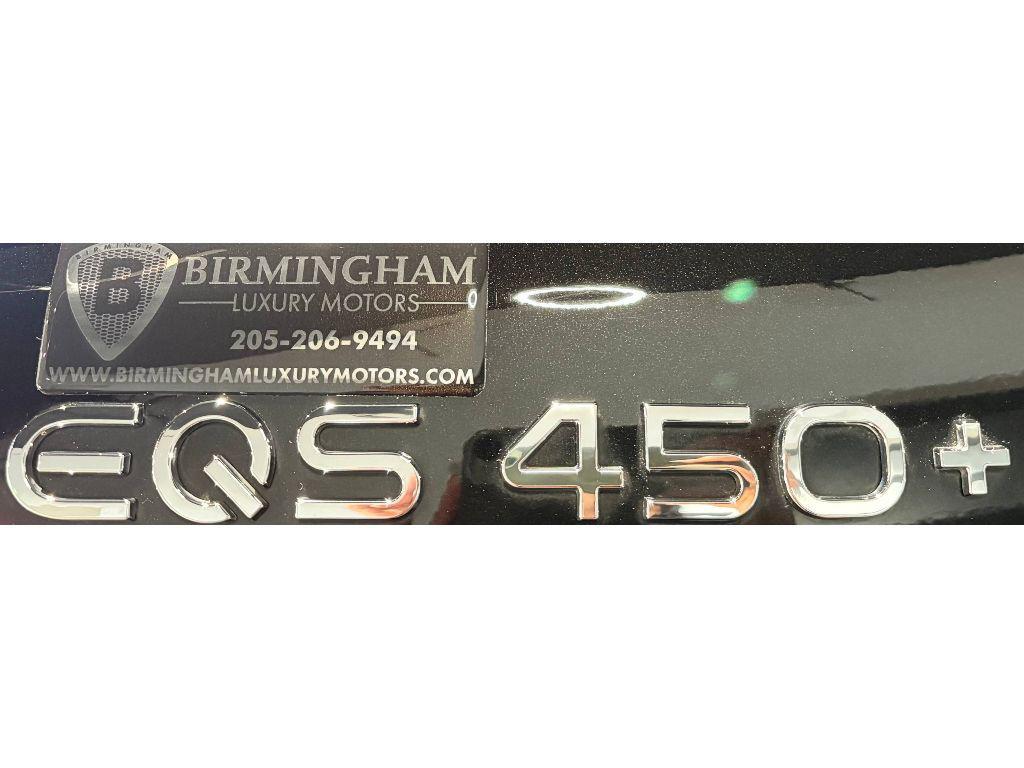 BIRMINGHAM
B
BIRMINGHAM
LUXURY MOTORS
205-206-9494
WWW.BIRMINGHAMLUXURYMOTORS.COM
EQS 450+